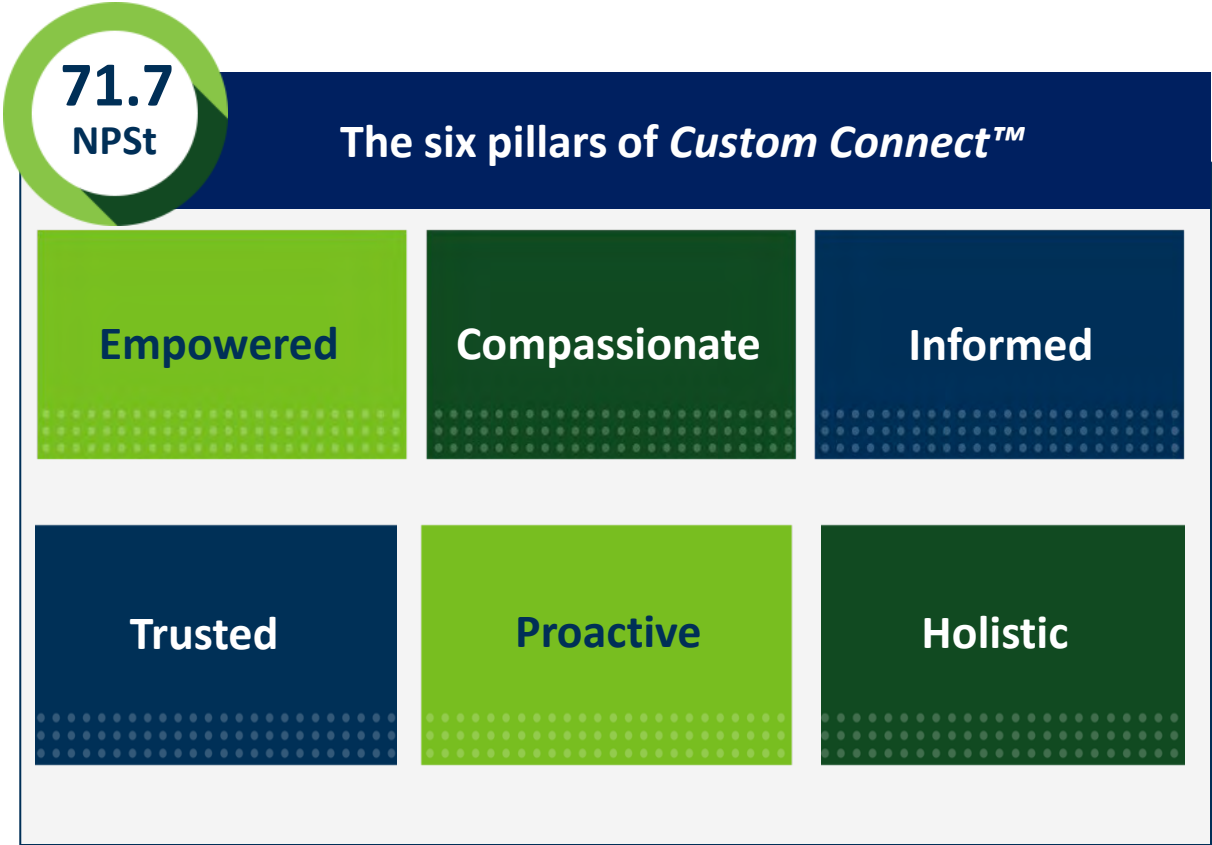 71.7
NPSt
The six pillars of Custom Connect™
Empowered
Compassionate
Informed
Trusted
Proactive
Holistic